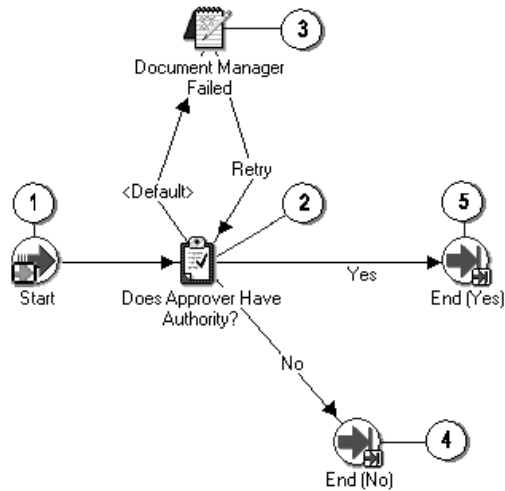 3
Document Manager
Failed
Retry
<Default>
1
2
5
Start
Does Approver Have
Authority?
Yes
End (Yes)
No
4
End (No)